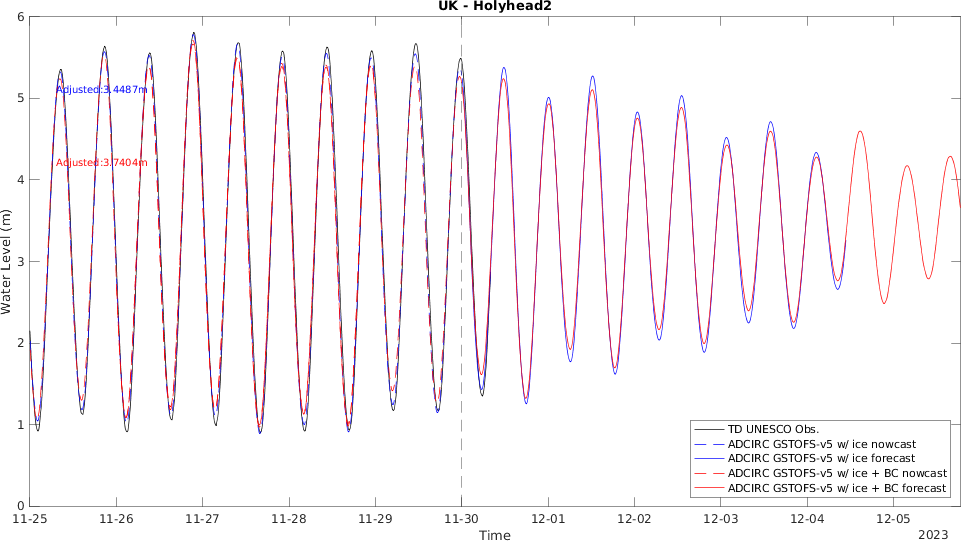 UK - Holyhead2
6
5
4
3
2
1
0
Water Level (m)
Adjusted:3.4487m
Adjusted:3.7404m
TD UNESCO Obs.
ADCIRC GSTOFS-v5 w/ ice nowcast
ADCIRC GSTOFS-v5 w/ ice forecast
ADCIRC GSTOFS-v5 w/ ice + BC nowcast
ADCIRC GSTOFS-v5 w/ ice + BC forecast
11-25 11-26 11-27 11-28 11-29 11-30 12-01 12-02 12-03 12-04 12-05
Time
2023